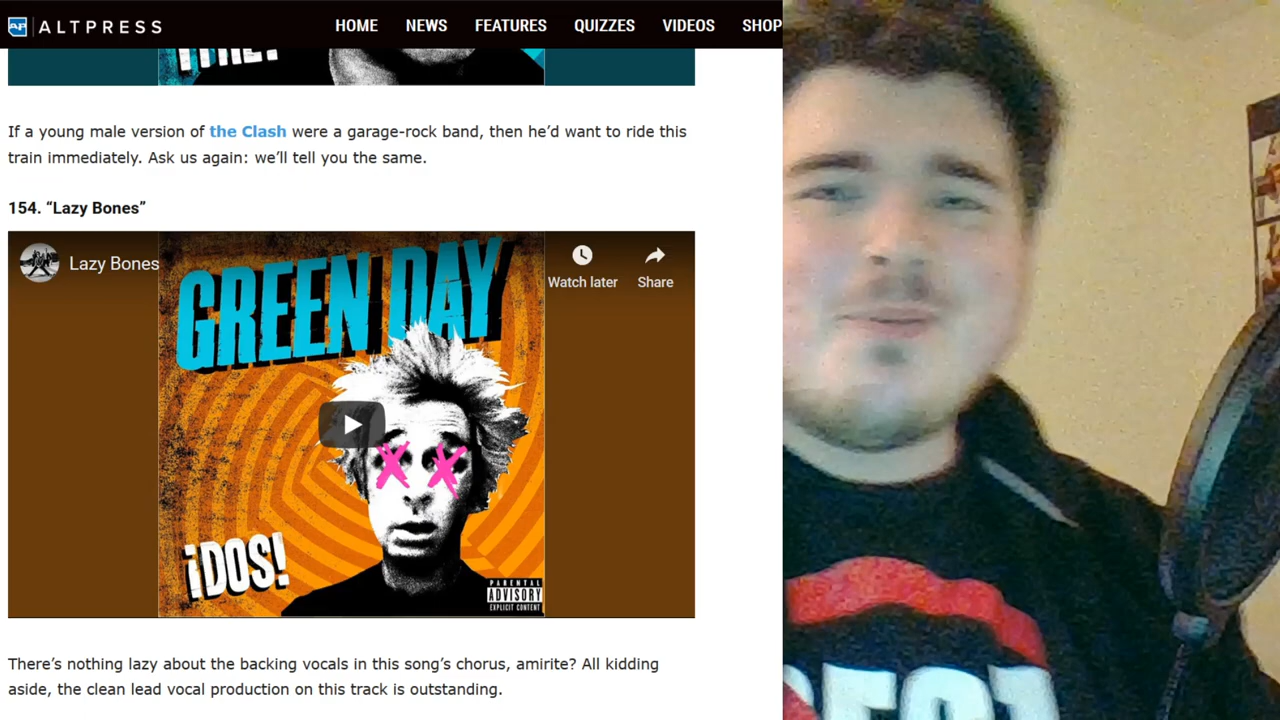 AP ALTPRESS HOME NEWS FEATURES QUIZZES VIDEOS SHOP
If a young male version of the Clash were a garage-rock band, then he’d want to ride this
train immediately. Ask us again: we’ll tell you the same.
154. “Lazy Bones”
Lazy Bones
Watch later
Share
GREEN DAY
¡DOS!
PARENTAL
ADVISORY
EXPLICIT CONTENT
There’s nothing lazy about the backing vocals in this song’s chorus, amirite? All kidding
aside, the clean lead vocal production on this track is outstanding.